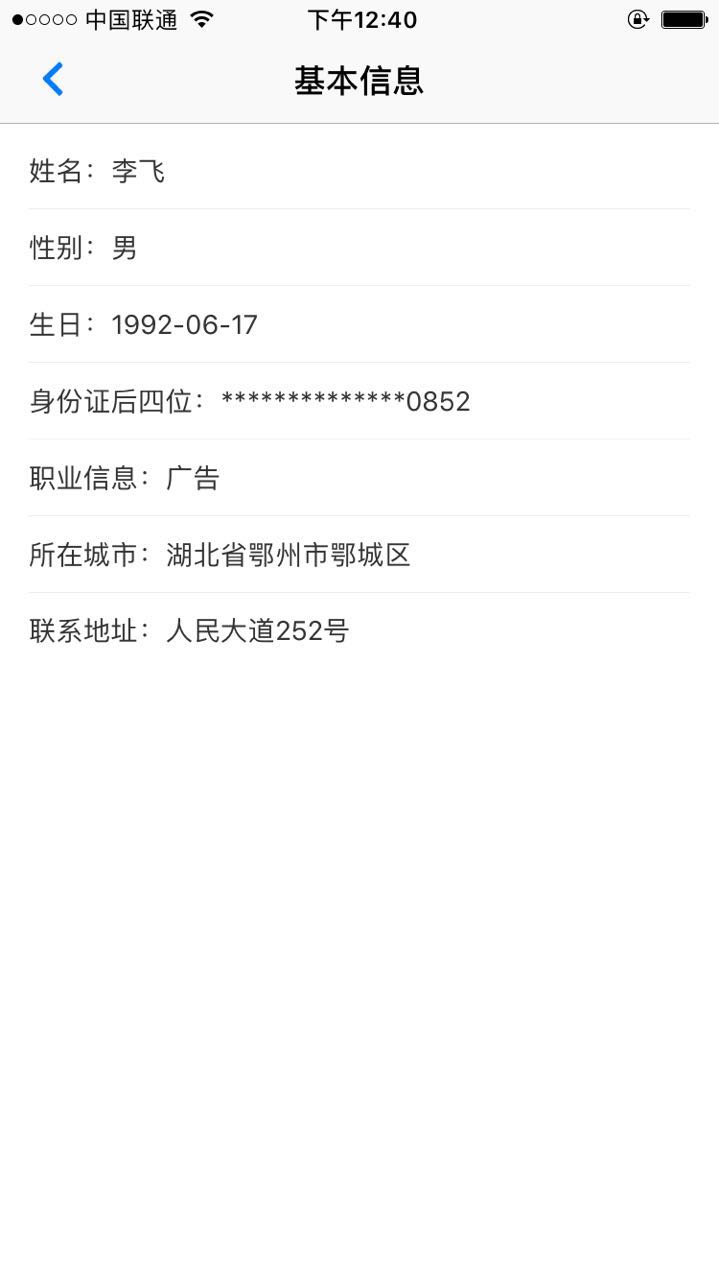 中国联通 下午12:40
基本信息
姓名：李飞
性别：男
生日：1992-06-17
身份证后四位：**************0852
职业信息：广告
所在城市：湖北省鄂州市鄂城区
联系地址：人民大道252号